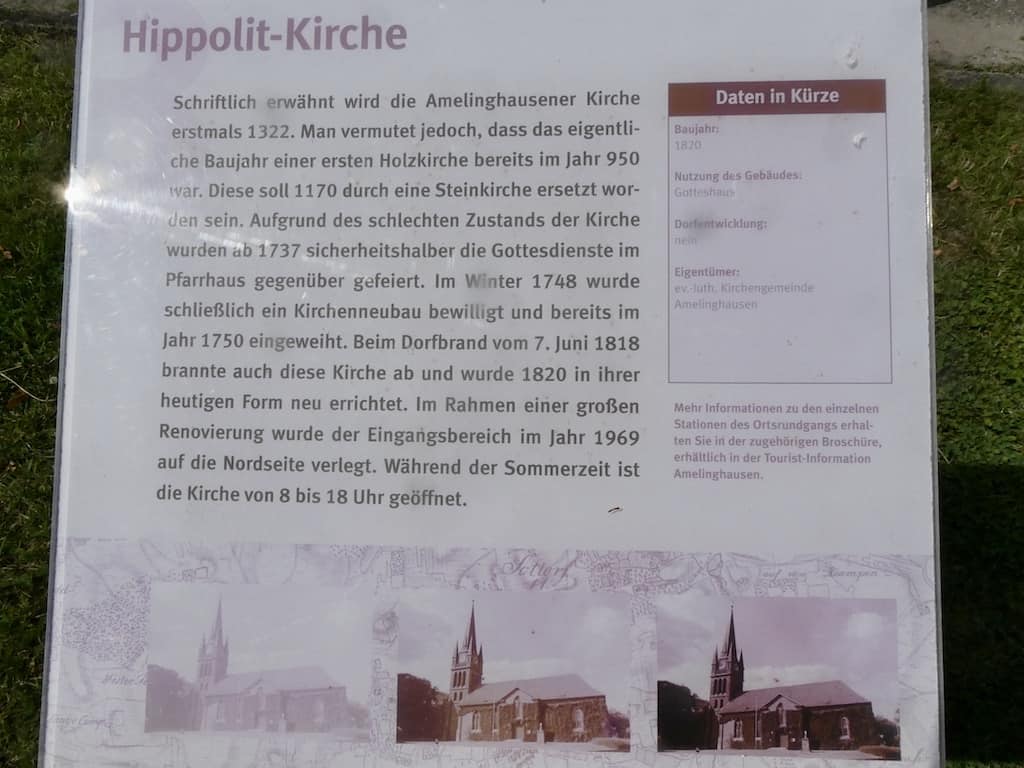 Hippolit-Kirche
Schriftlich erwähnt wird die Amelinghausener Kirche
erstmals 1322. Man vermutet jedoch, dass das eigentli-
che Baujahr einer ersten Holzkirche bereits im Jahr 950
war. Diese soll 1170 durch eine Steinkirche ersetzt wor-
den sein. Aufgrund des schlechten Zustands der Kirche
wurden ab 1737 sicherheitshalber die Gottesdienste im
Pfarrhaus gegenüber gefeiert. Im Winter 1748 wurde
schließlich ein Kirchenneubau bewilligt und bereits im
Jahr 1750 eingeweiht. Beim Dorfbrand vom 7. Juni 1818
brannte auch diese Kirche ab und wurde 1820 in ihrer
heutigen Form neu errichtet. Im Rahmen einer großen
Renovierung wurde der Eingangsbereich im Jahr 1969
auf die Nordseite verlegt. Während der Sommerzeit ist
die Kirche von 8 bis 18 Uhr geöffnet.
Daten in Kürze
Baujahr:
1820
Nutzung des Gebäudes:
Gotteshaus
Dorfentwicklung:
nein
Eigentümer:
ev.-luth. Kirchengemeinde
Amelinghausen
Mehr Informationen zu den einzelnen
Stationen des Ortsrundgangs erhal-
ten Sie in der zugehörigen Broschüre,
erhältlich in der Tourist-Information
Amelinghausen.